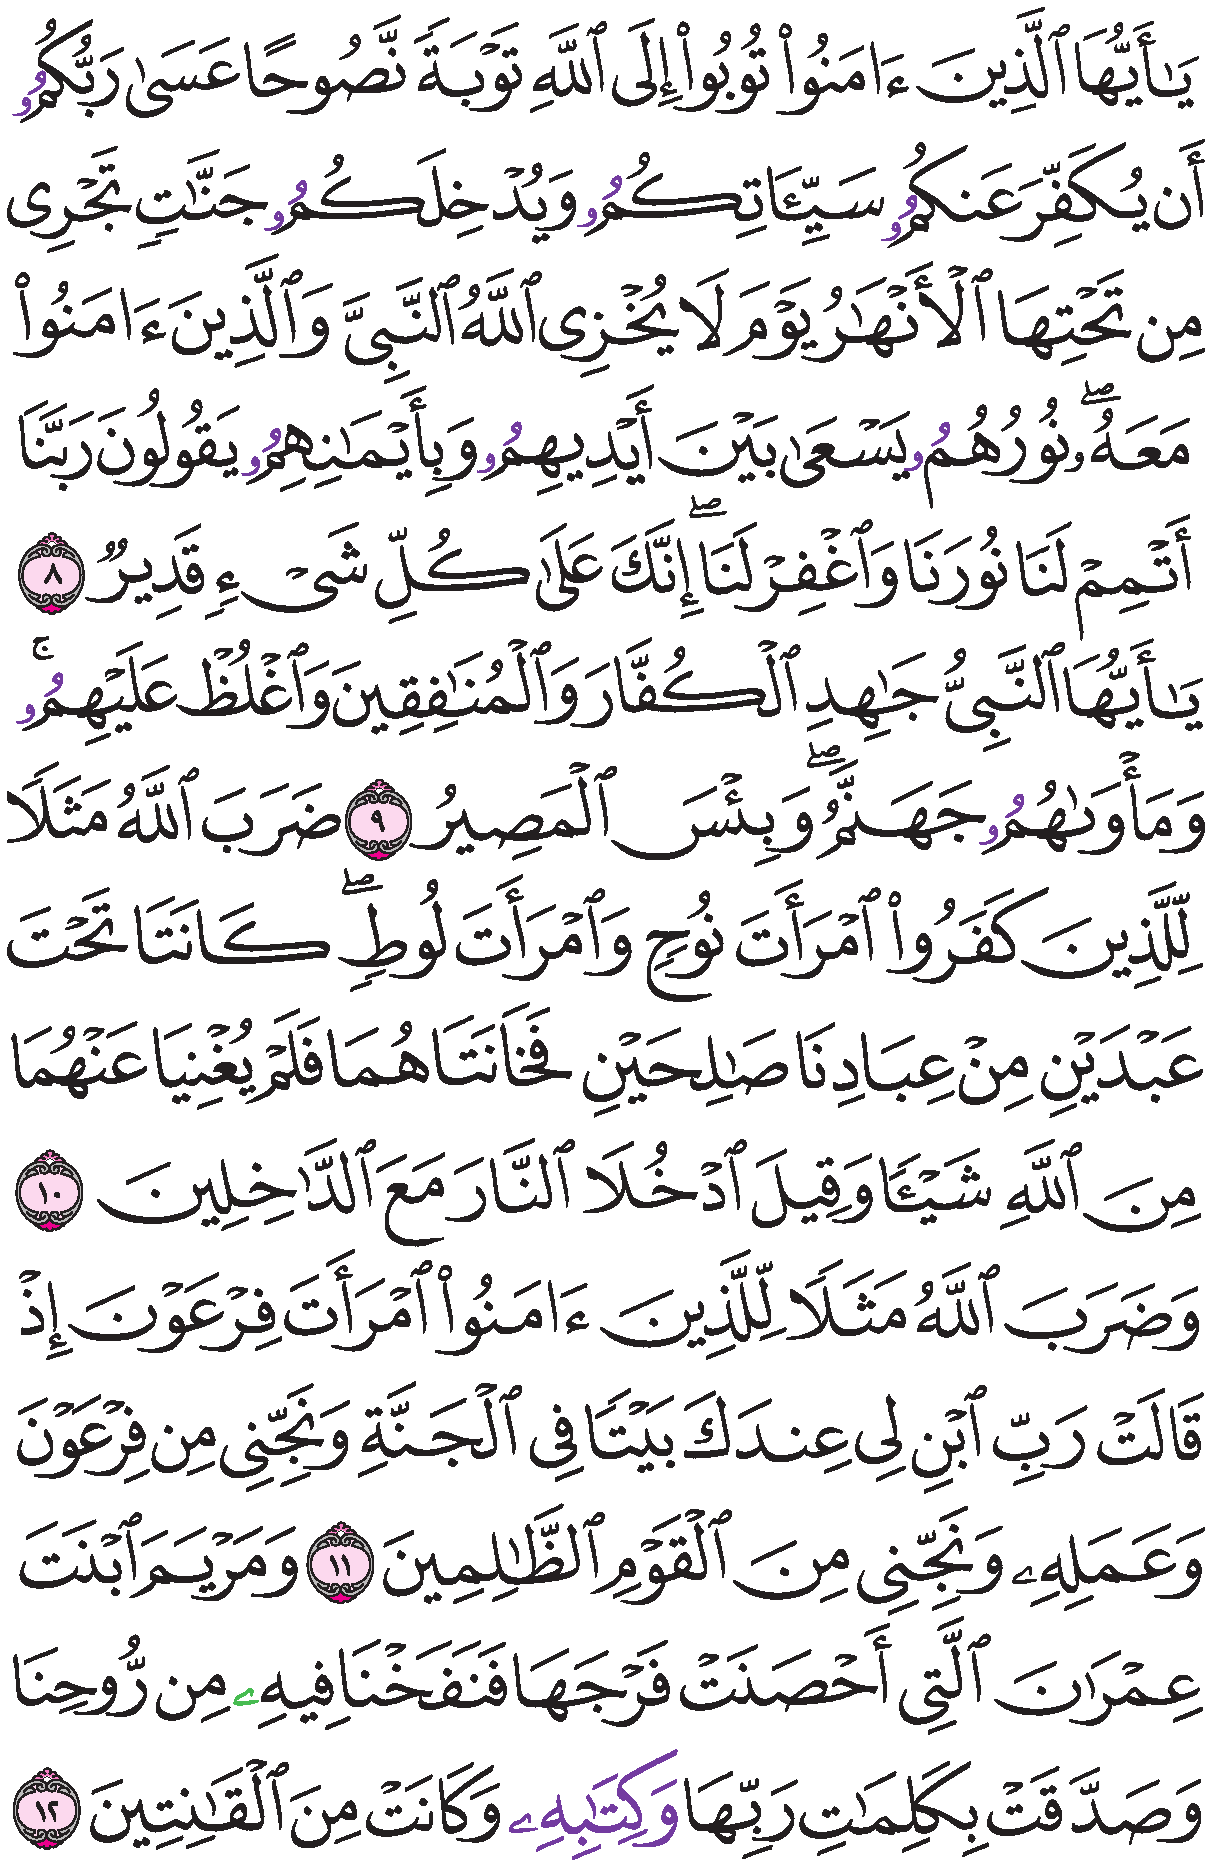 يَٰٓأَيُّهَا ٱلَّذِينَ ءَامَنُوا۟ تُوبُوٓا۟ إِلَى ٱللَّهِ تَوْبَةً نَّصُوحًا عَسَىٰ رَبُّكُمُۥ
أَن يُكَفِّرَ عَنكُمُۥ سَيِّـَٔاتِكُمُۥ وَيُدْخِلَكُمُۥ جَنَّٰتٍ تَجْرِى
مِن تَحْتِهَا ٱلْأَنْهَٰرُ يَوْمَ لَا يُخْزِى ٱللَّهُ ٱلنَّبِىَّ وَٱلَّذِينَ ءَامَنُوا۟
مَعَهُۥۖ نُورُهُمُۥ يَسْعَىٰ بَيْنَ أَيْدِيهِمُۥ وَبِأَيْمَٰنِهِمُۥ يَقُولُونَ رَبَّنَا
أَتْمِمْ لَنَا نُورَنَا وَٱغْفِرْ لَنَاۖ إِنَّكَ عَلَىٰ كُلِّ شَىْءٍ قَدِيرٌ ٨
يَٰٓأَيُّهَا ٱلنَّبِىُّ جَٰهِدِ ٱلْكُفَّارَ وَٱلْمُنَٰفِقِينَ وَٱغْلُظْ عَلَيْهِمُۥۚ
وَمَأْوَىٰهُمُۥ جَهَنَّمُۖ وَبِئْسَ ٱلْمَصِيرُ ٩ ضَرَبَ ٱللَّهُ مَثَلًا
لِّلَّذِينَ كَفَرُوا۟ ٱمْرَأَتَ نُوحٍ وَٱمْرَأَتَ لُوطٍۖ كَانَتَا تَحْتَ
عَبْدَيْنِ مِنْ عِبَادِنَا صَٰلِحَيْنِ فَخَانَتَاهُمَا فَلَمْ يُغْنِيَا عَنْهُمَا
مِنَ ٱللَّهِ شَيْـًٔا وَقِيلَ ٱدْخُلَا ٱلنَّارَ مَعَ ٱلدَّٰخِلِينَ ١٠
وَضَرَبَ ٱللَّهُ مَثَلًا لِّلَّذِينَ ءَامَنُوا۟ ٱمْرَأَتَ فِرْعَوْنَ إِذْ
قَالَتْ رَبِّ ٱبْنِ لِى عِندَكَ بَيْتًا فِى ٱلْجَنَّةِ وَنَجِّنِى مِن فِرْعَوْنَ
وَعَمَلِهِۦ وَنَجِّنِى مِنَ ٱلْقَوْمِ ٱلظَّٰلِمِينَ ١١ وَمَرْيَمَ ٱبْنَتَ
عِمْرَٰنَ ٱلَّتِىٓ أَحْصَنَتْ فَرْجَهَا فَنَفَخْنَا فِيهِۦ مِن رُّوحِنَا
وَصَدَّقَتْ بِكَلِمَٰتِ رَبِّهَا وَكِتَٰبِهِۦ وَكَانَتْ مِنَ ٱلْقَٰنِتِينَ ١٢